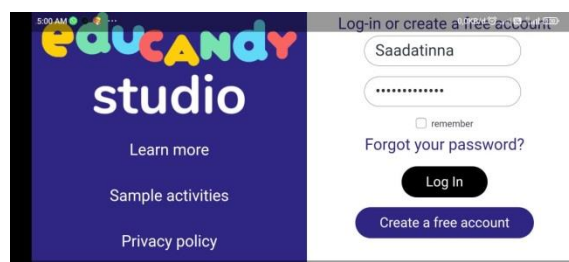 5:00 AM
educandy
studio
Learn more
Sample activities
Privacy policy
Log-in or create a free account
Saadatinna
•••••••••••••
remember
Forgot your password?
Log In
Create a free account